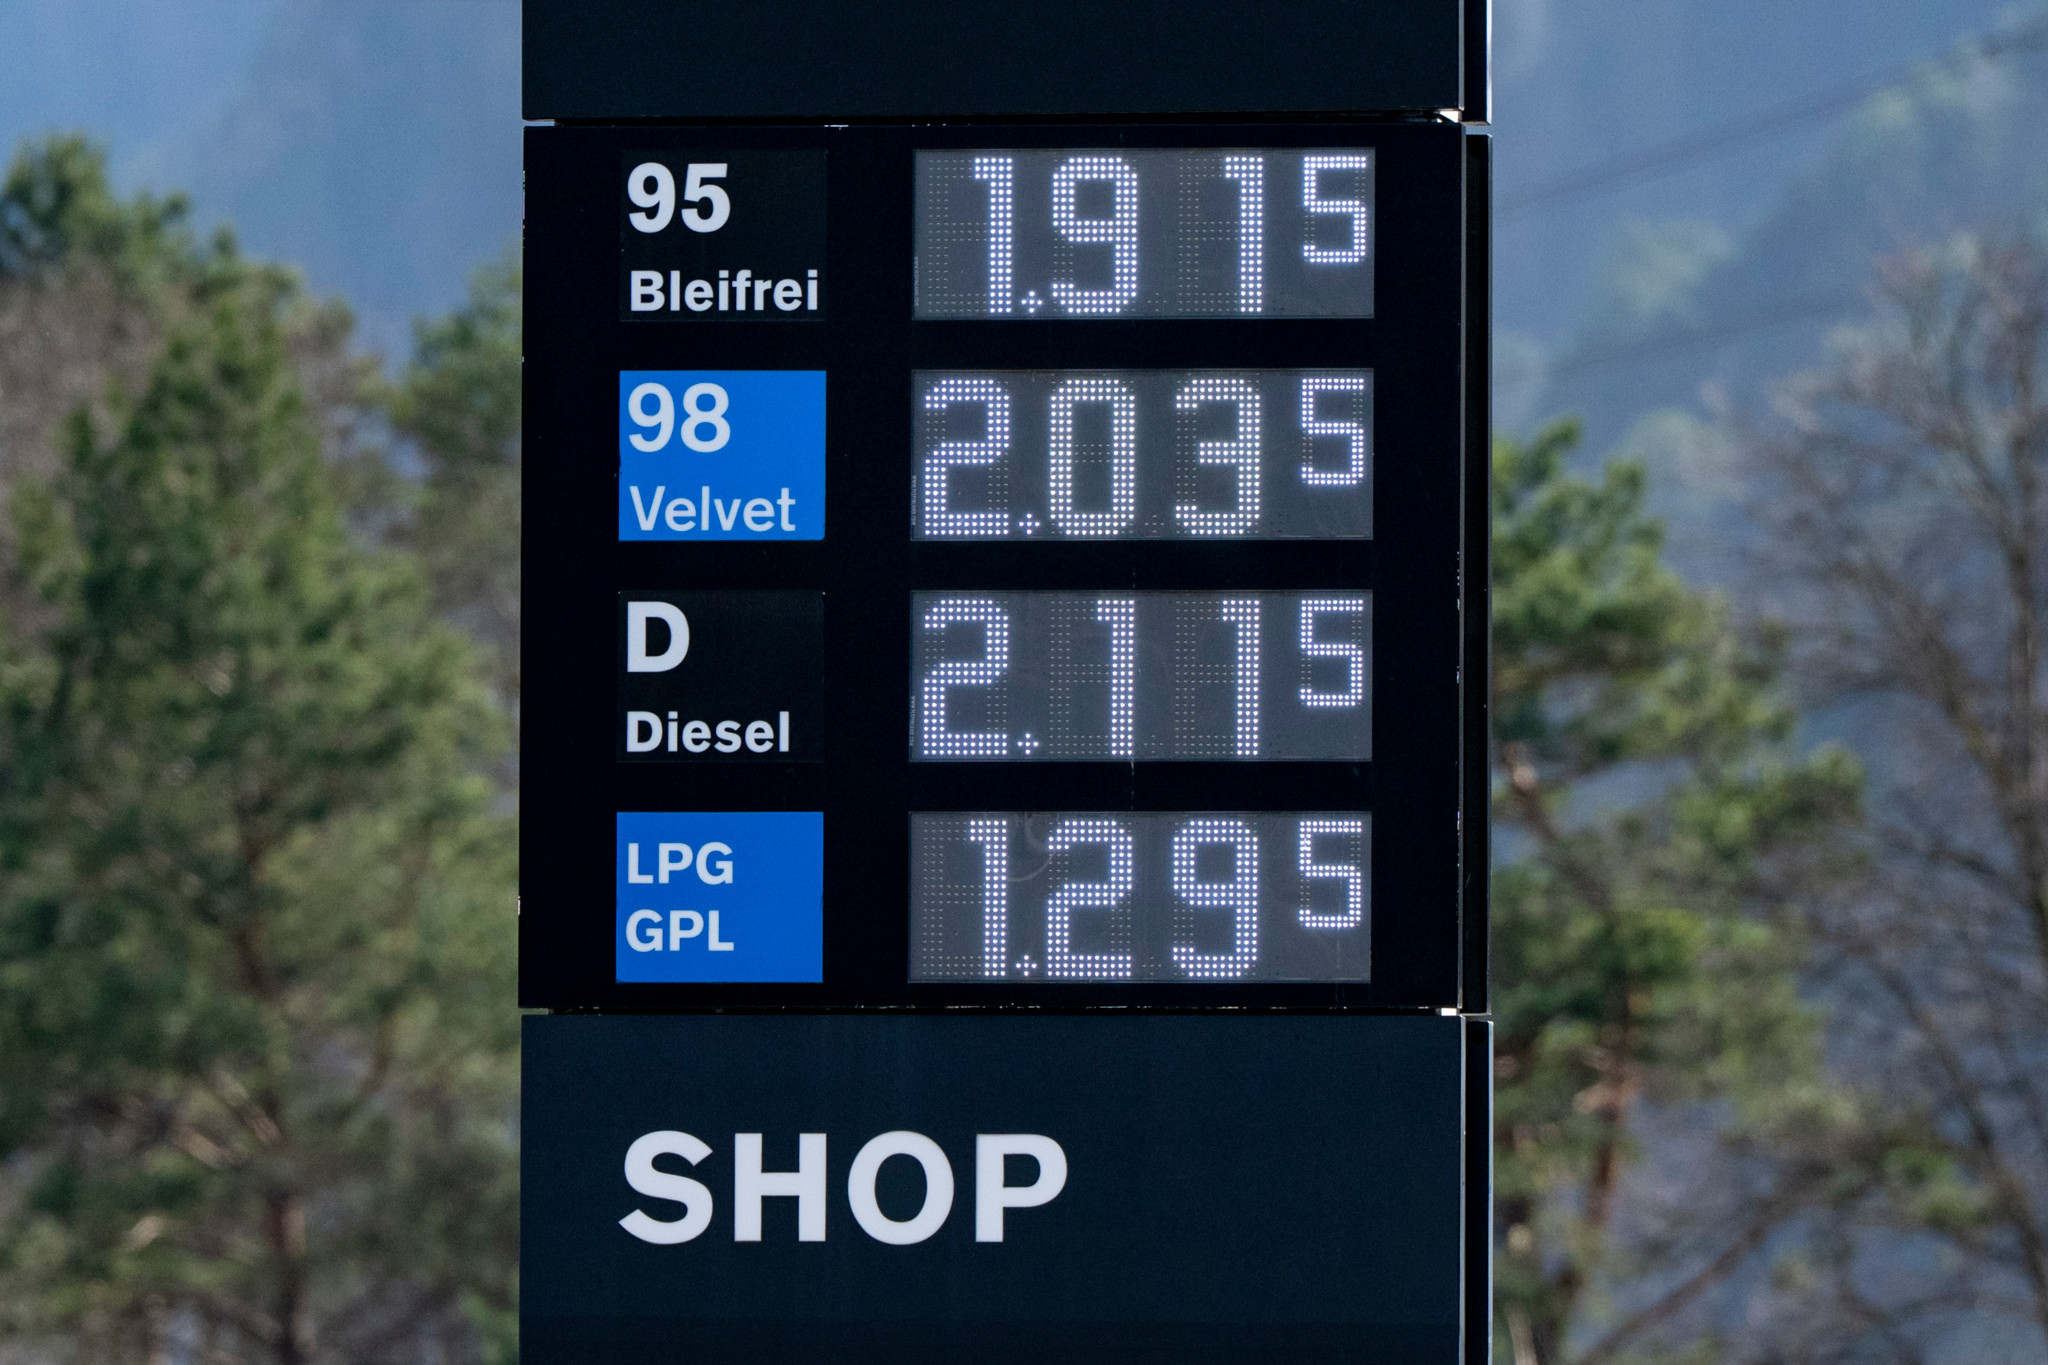 95 1.915
Bleifrei
98 2.035
Velvet
D 2.115
Diesel
LPG 1.295
GPL
SHOP